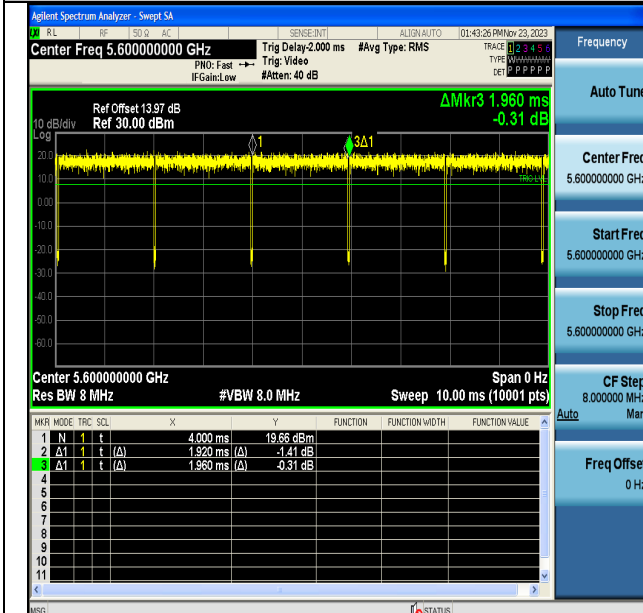 Agilent Spectrum Analyzer - Swept SA
LXI RL RF 50 Ω AC SENSE:INT ALIGN AUTO 01:43:26 PM Nov 23, 2023
Center Freq 5.600000000 GHz
PNO: Fast
IFGain:Low
Trig Delay-2.000 ms
Trig: Video
#Atten: 40 dB
#Avg Type: RMS
TRACE 1 2 3 4 5 6
TYPE
DET P P P P P P
Frequency
Auto Tune
Center Freq
5.600000000 GHz
Start Freq
5.600000000 GHz
Stop Freq
5.600000000 GHz
CF Step
8.000000 MHz
Auto Man
Freq Offset
0 Hz
ΔMkr3 1.960 ms
-0.31 dB
Ref Offset 13.97 dB
10 dB/div Ref 30.00 dBm
Log
1
3Δ1
20.0
10.0
TRIG LVL
0.00
-10.0
-20.0
-30.0
-40.0
-50.0
-60.0
Center 5.600000000 GHz Span 0 Hz
Res BW 8 MHz #VBW 8.0 MHz Sweep 10.00 ms (10001 pts)
MKR MODE TRC SCL X Y FUNCTION FUNCTION WIDTH FUNCTION VALUE
1 N 1 t 4.000 ms 19.66 dBm
2 Δ1 1 t (Δ) 1.920 ms (Δ) -1.41 dB
3 Δ1 1 t (Δ) 1.960 ms (Δ) -0.31 dB
4
5
6
7
8
9
10
11
MSG STATUS